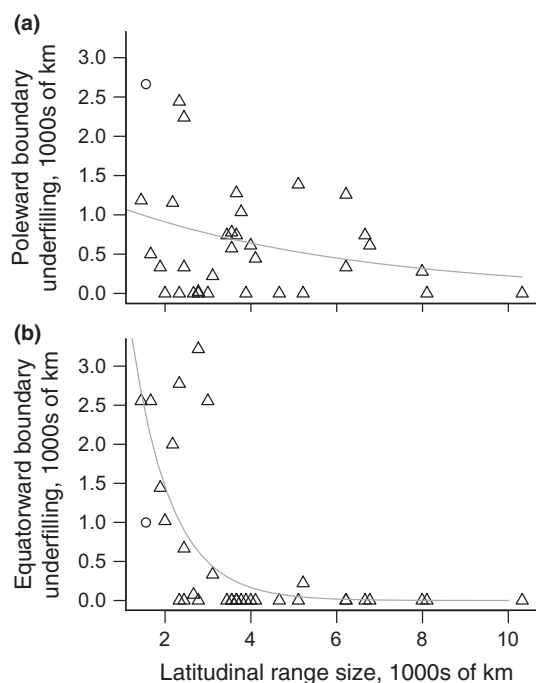 (a)
Poleward boundary
underfilling, 1000s of km
3.0
2.5
2.0
1.5
1.0
0.5
0.0
(b)
Equatorward boundary
underfilling, 1000s of km
3.0
2.5
2.0
1.5
1.0
0.5
0.0
2 4 6 8 10
Latitudinal range size, 1000s of km